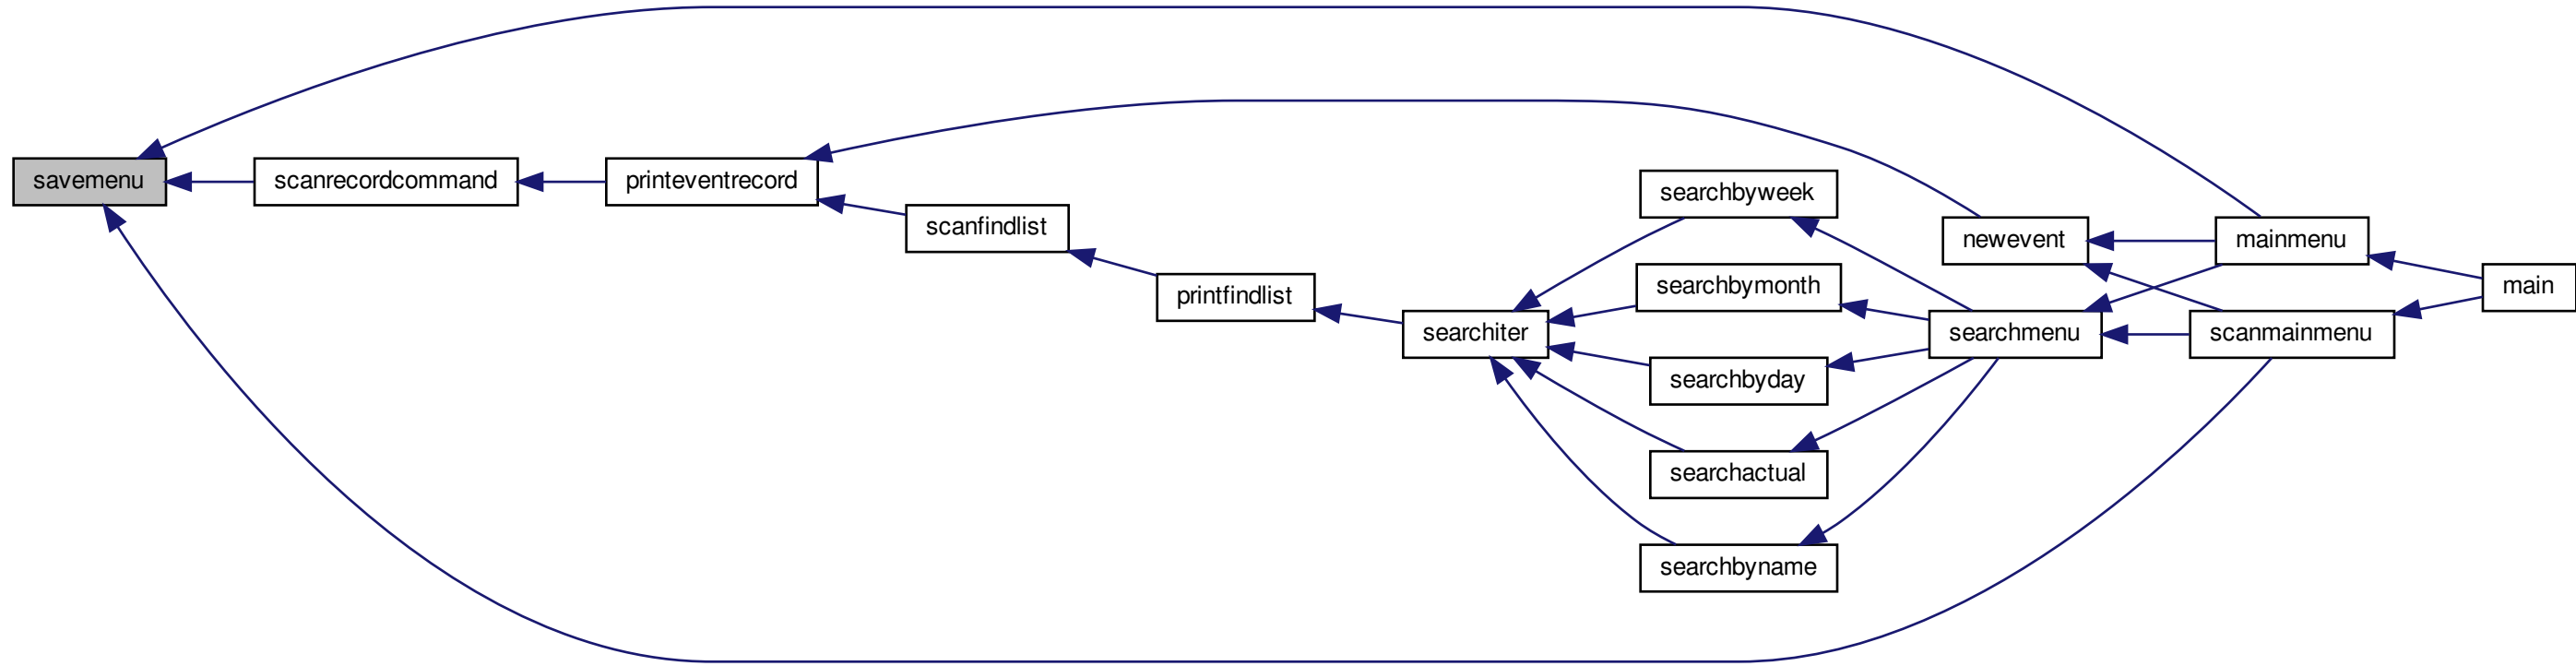 savemenu
scanrecordcommand
printeventrecord
scanfindlist
printfindlist
searchiter
searchbyweek
searchbymonth
searchbyday
searchactual
searchbyname
newevent
searchmenu
mainmenu
scanmainmenu
main